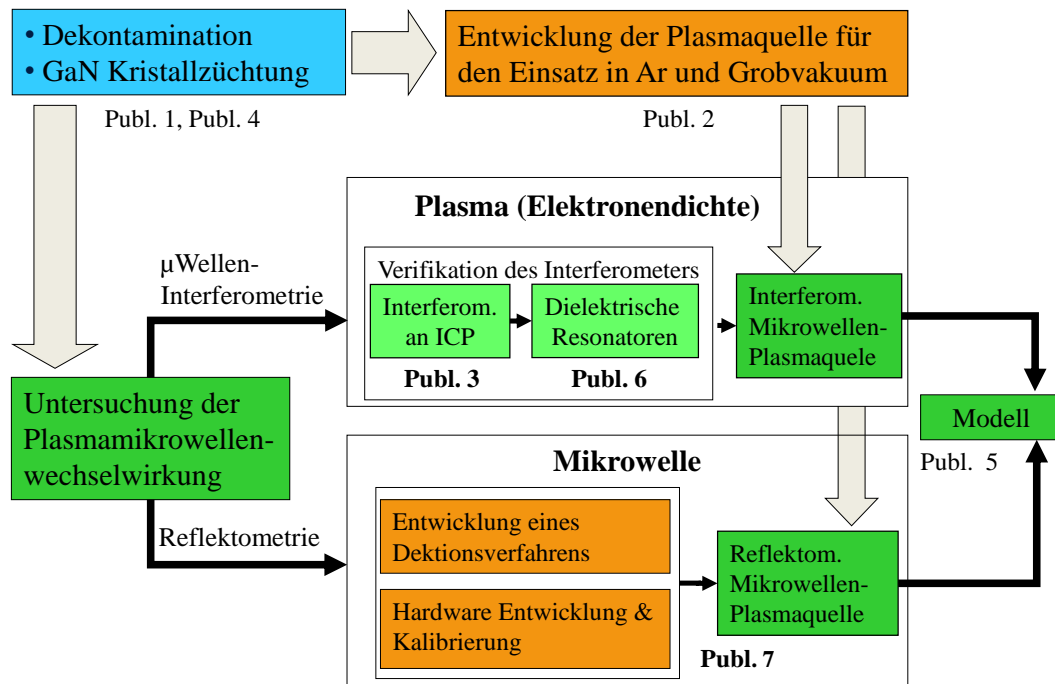 • Dekontamination
• GaN Kristallzüchtung
Entwicklung der Plasmaquelle für
den Einsatz in Ar und Grobvakuum
Publ. 1, Publ. 4
Publ. 2
Plasma (Elektronendichte)
µWellen-
Interferometrie
Verifikation des Interferometers
Interferom.
an ICP
Dielektrische
Resonatoren
Interferom.
Mikrowellen-
Plasmaquele
Publ. 3
Publ. 6
Untersuchung der
Plasmamikrowellen-
wechselwirkung
Modell
Publ. 5
Mikrowelle
Reflektometrie
Entwicklung eines
Dektionsverfahrens
Hardware Entwicklung &
Kalibrierung
Reflektom.
Mikrowellen-
Plasmaquelle
Publ. 7